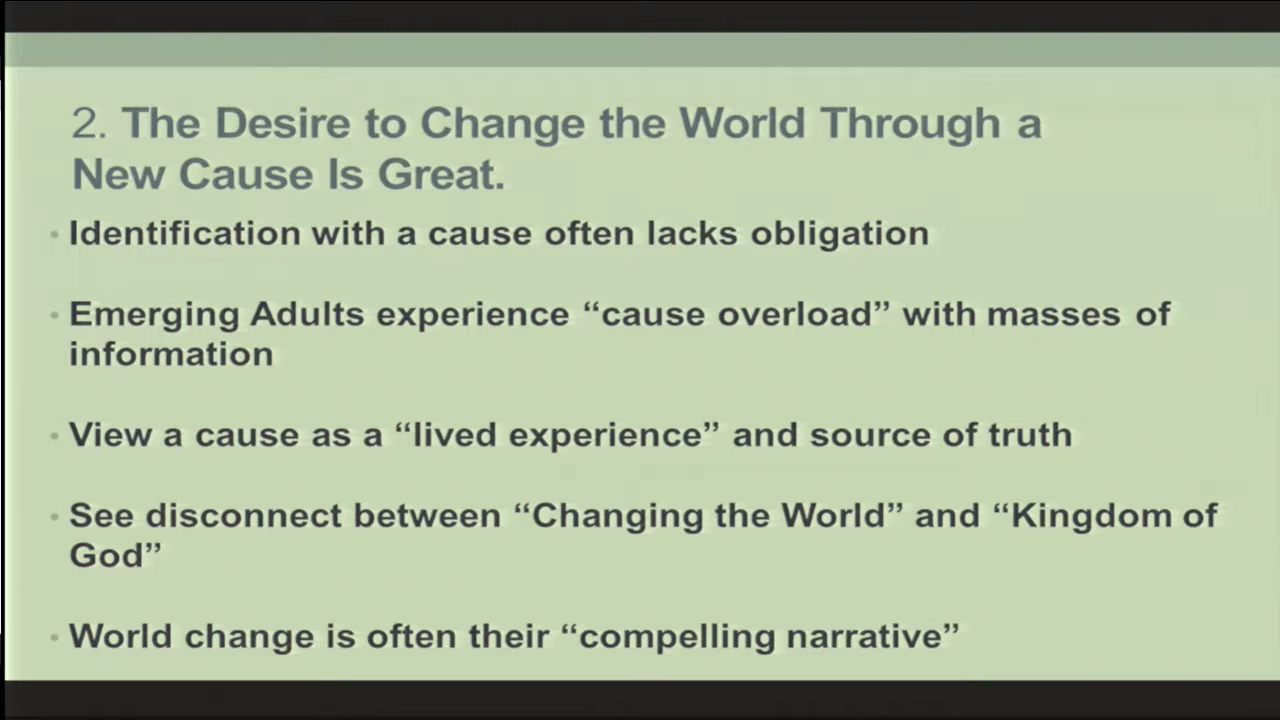 2. The Desire to Change the World Through a
New Cause Is Great.
• Identification with a cause often lacks obligation
• Emerging Adults experience “cause overload” with masses of
information
• View a cause as a “lived experience” and source of truth
• See disconnect between “Changing the World” and “Kingdom of
God”
• World change is often their “compelling narrative”